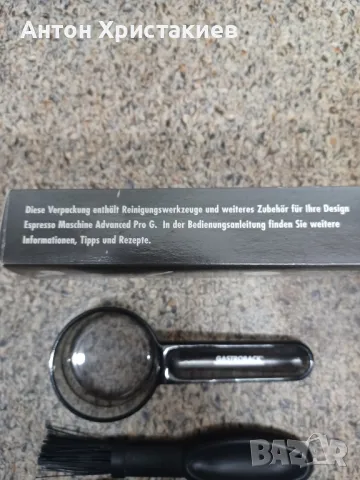 Антон Христакиев
Diese Verpackung enthält Reinigungswerkzeuge und weiteres Zubehör für Ihre Design
Espresso Maschine Advanced Pro G. In der Bedienungsanleitung finden Sie weitere
Informationen, Tipps und Rezepte.
GASTROBACK
BAZAR